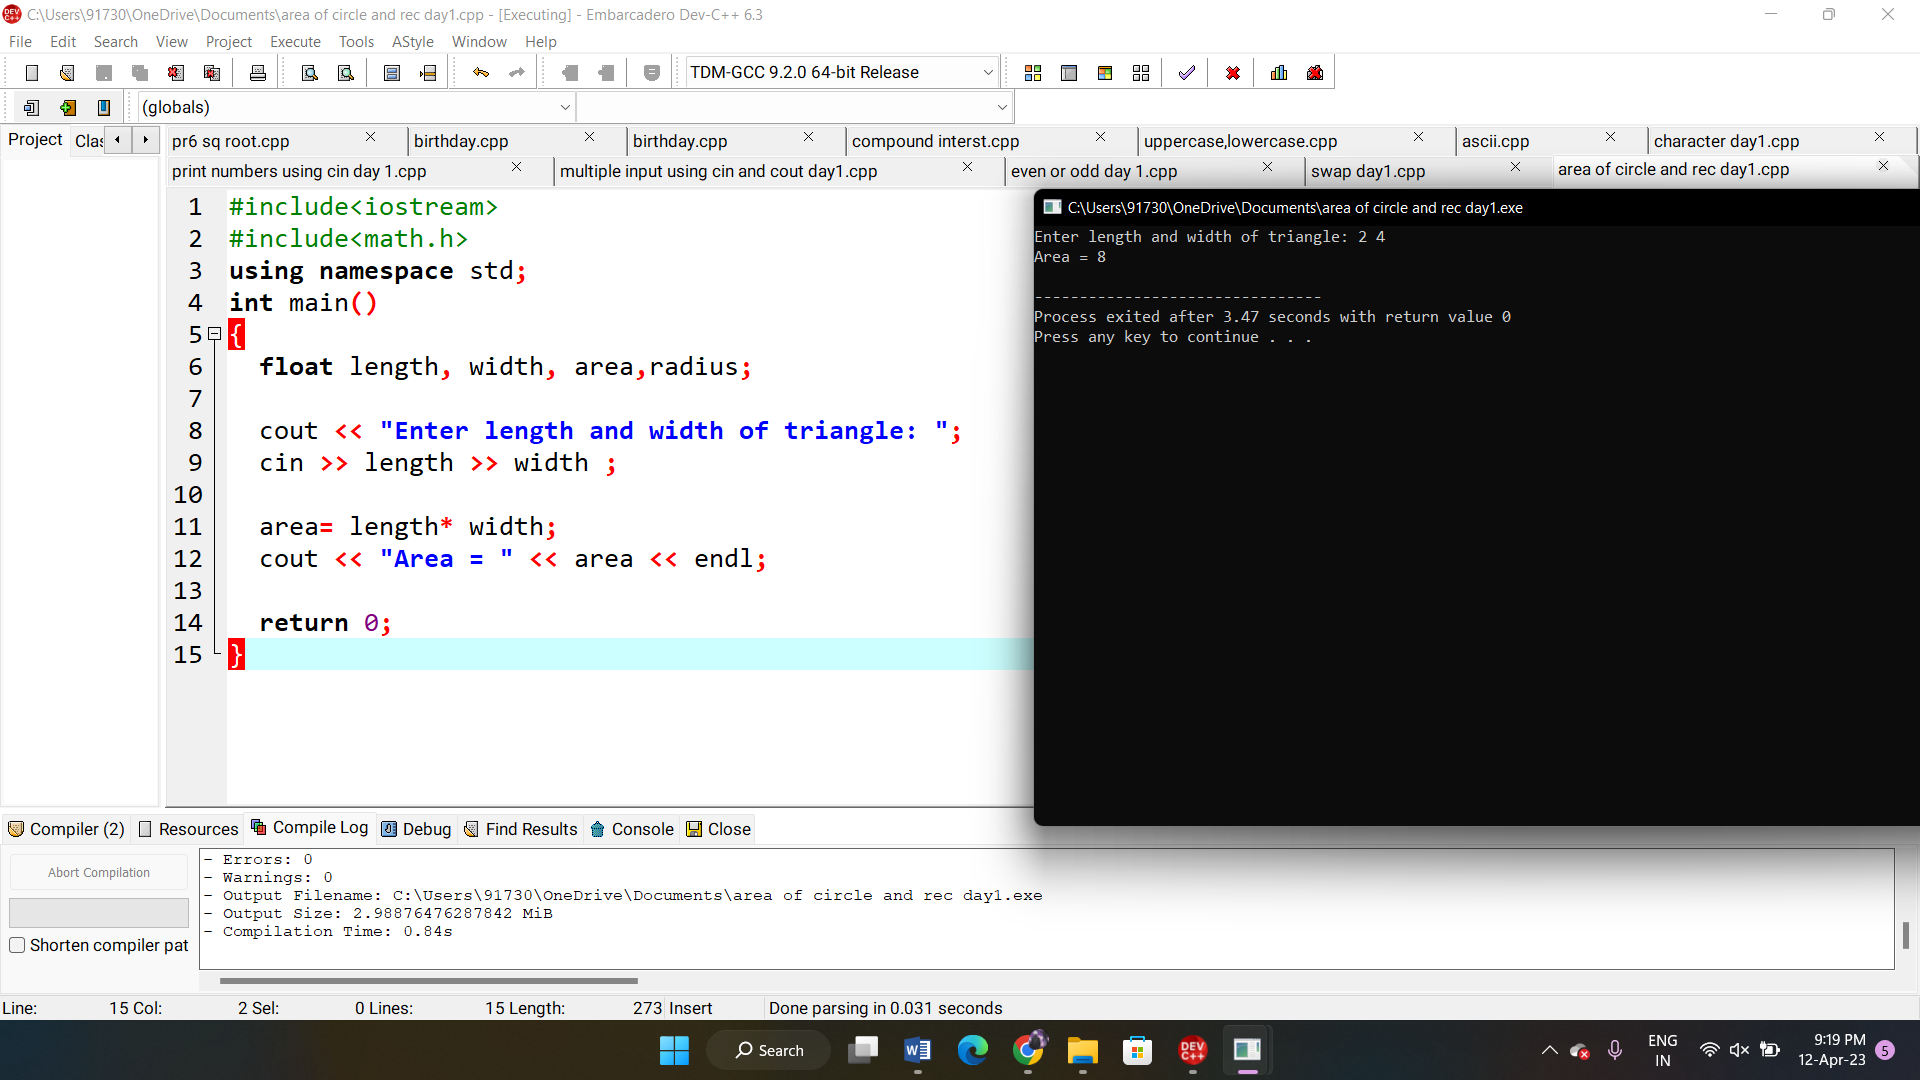 C:\Users\91730\OneDrive\Documents\area of circle and rec day1.cpp - [Executing] - Embarcadero Dev-C++ 6.3
File Edit Search View Project Execute Tools AStyle Window Help
TDM-GCC 9.2.0 64-bit Release
(globals)
Project Clas
pr6 sq root.cpp birthday.cpp birthday.cpp compound interst.cpp uppercase,lowercase.cpp ascii.cpp character day1.cpp
print numbers using cin day 1.cpp multiple input using cin and cout day1.cpp even or odd day 1.cpp swap day1.cpp area of circle and rec day1.cpp
1 #include<iostream>
2 #include<math.h>
3 using namespace std;
4 int main()
5 {
6 float length, width, area,radius;
7
8 cout << "Enter length and width of triangle: ";
9 cin >> length >> width ;
10
11 area= length* width;
12 cout << "Area = " << area << endl;
13
14 return 0;
15 }
C:\Users\91730\OneDrive\Documents\area of circle and rec day1.exe
Enter length and width of triangle: 2 4
Area = 8
--------------------------------
Process exited after 3.47 seconds with return value 0
Press any key to continue . . .
Compiler (2) Resources Compile Log Debug Find Results Console Close
Abort Compilation
Shorten compiler pat
- Errors: 0
- Warnings: 0
- Output Filename: C:\Users\91730\OneDrive\Documents\area of circle and rec day1.exe
- Output Size: 2.98876476287842 MiB
- Compilation Time: 0.84s
Line: 15 Col: 2 Sel: 0 Lines: 15 Length: 273 Insert Done parsing in 0.031 seconds
Search
DEV C++
ENG
IN
9:19 PM
12-Apr-23
5